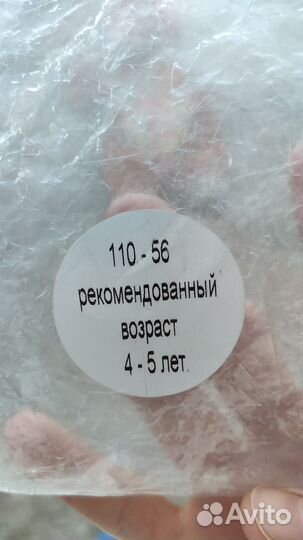 110 - 56
рекомендованный
возраст
4 - 5 лет.
Avito